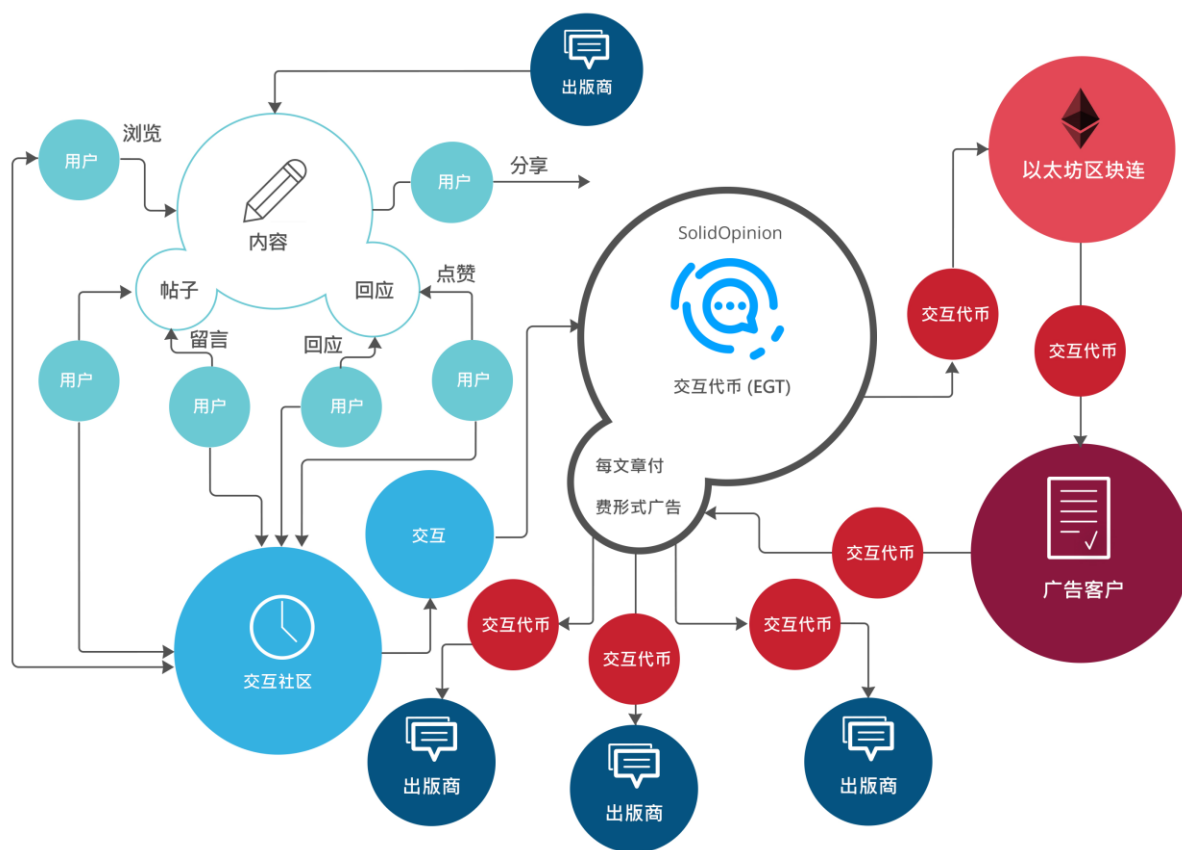 出版商
浏览
用户
用户
分享
以太坊区块连
SolidOpinion
内容
帖子
回应
点赞
留言
回应
交互代币
交互代币
用户
用户
用户
用户
交互代币 (EGT)
每文章付
费形式广告
交互
交互代币
广告客户
交互代币
交互代币
交互代币
交互社区
出版商
出版商
出版商